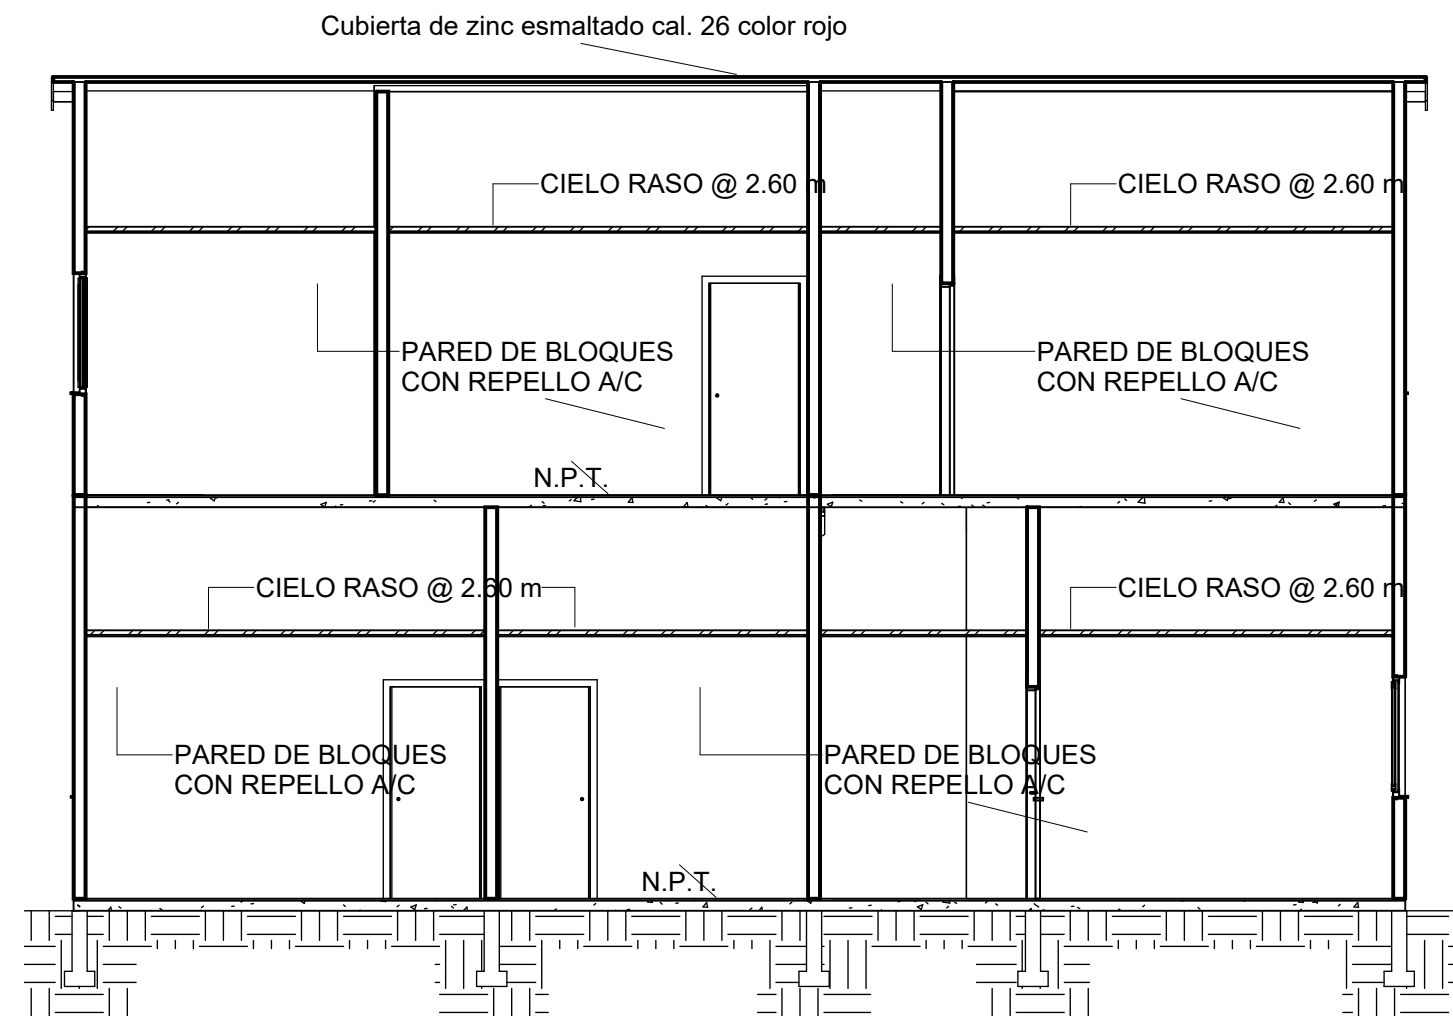 Cubierta de zinc esmaltado cal. 26 color rojo
CIELO RASO @ 2.60 m
CIELO RASO @ 2.60 m
PARED DE BLOQUES
CON REPELLO A/C
PARED DE BLOQUES
CON REPELLO A/C
N.P.T.
CIELO RASO @ 2.60 m
CIELO RASO @ 2.60 m
PARED DE BLOQUES
CON REPELLO A/C
PARED DE BLOQUES
CON REPELLO A/C
N.P.T.